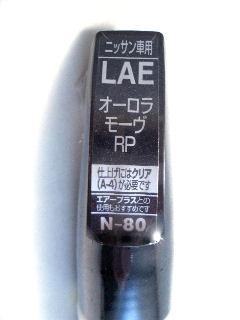 ニッサン車用
LAE
オーロラ
モーヴ
RP
仕上げにはクリア
(A-4)が必要です
エアープラスとの
使用もおすすめです
N-80